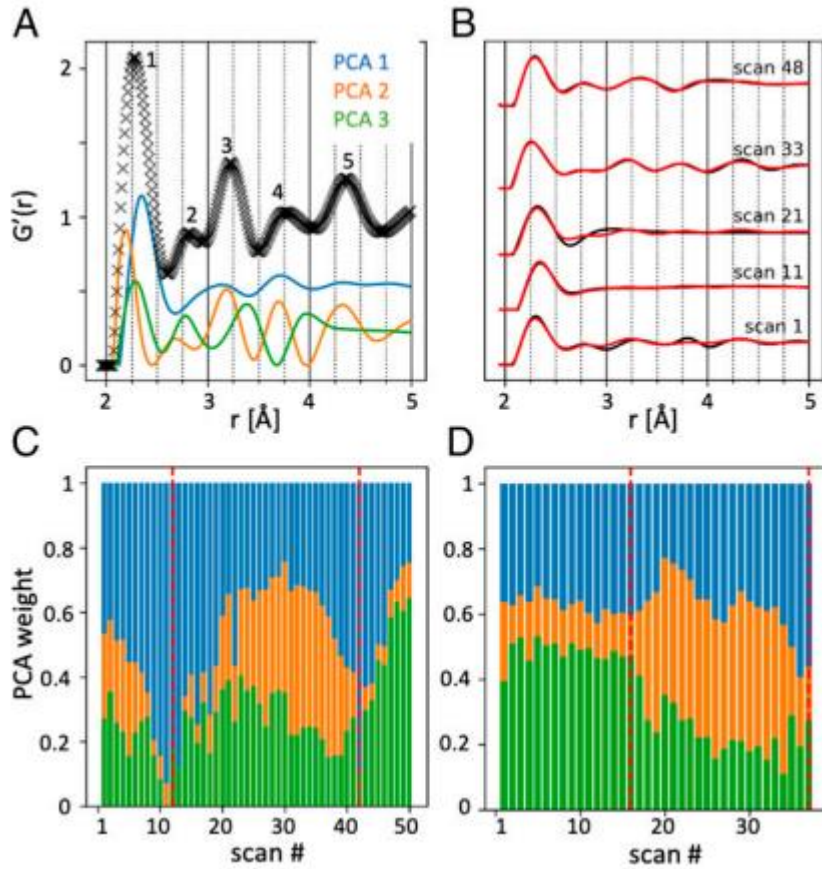 A
B
PCA 1
PCA 2
PCA 3
1
2
3
4
5
2
1
0
G'(r)
2 3 4 5
r [Å]
scan 48
scan 33
scan 21
scan 11
scan 1
2 3 4 5
r [Å]
C
D
1
0.8
0.6
0.4
0.2
0
PCA weight
1 10 20 30 40 50
scan #
1
0.8
0.6
0.4
0.2
0
1 10 20 30
scan #